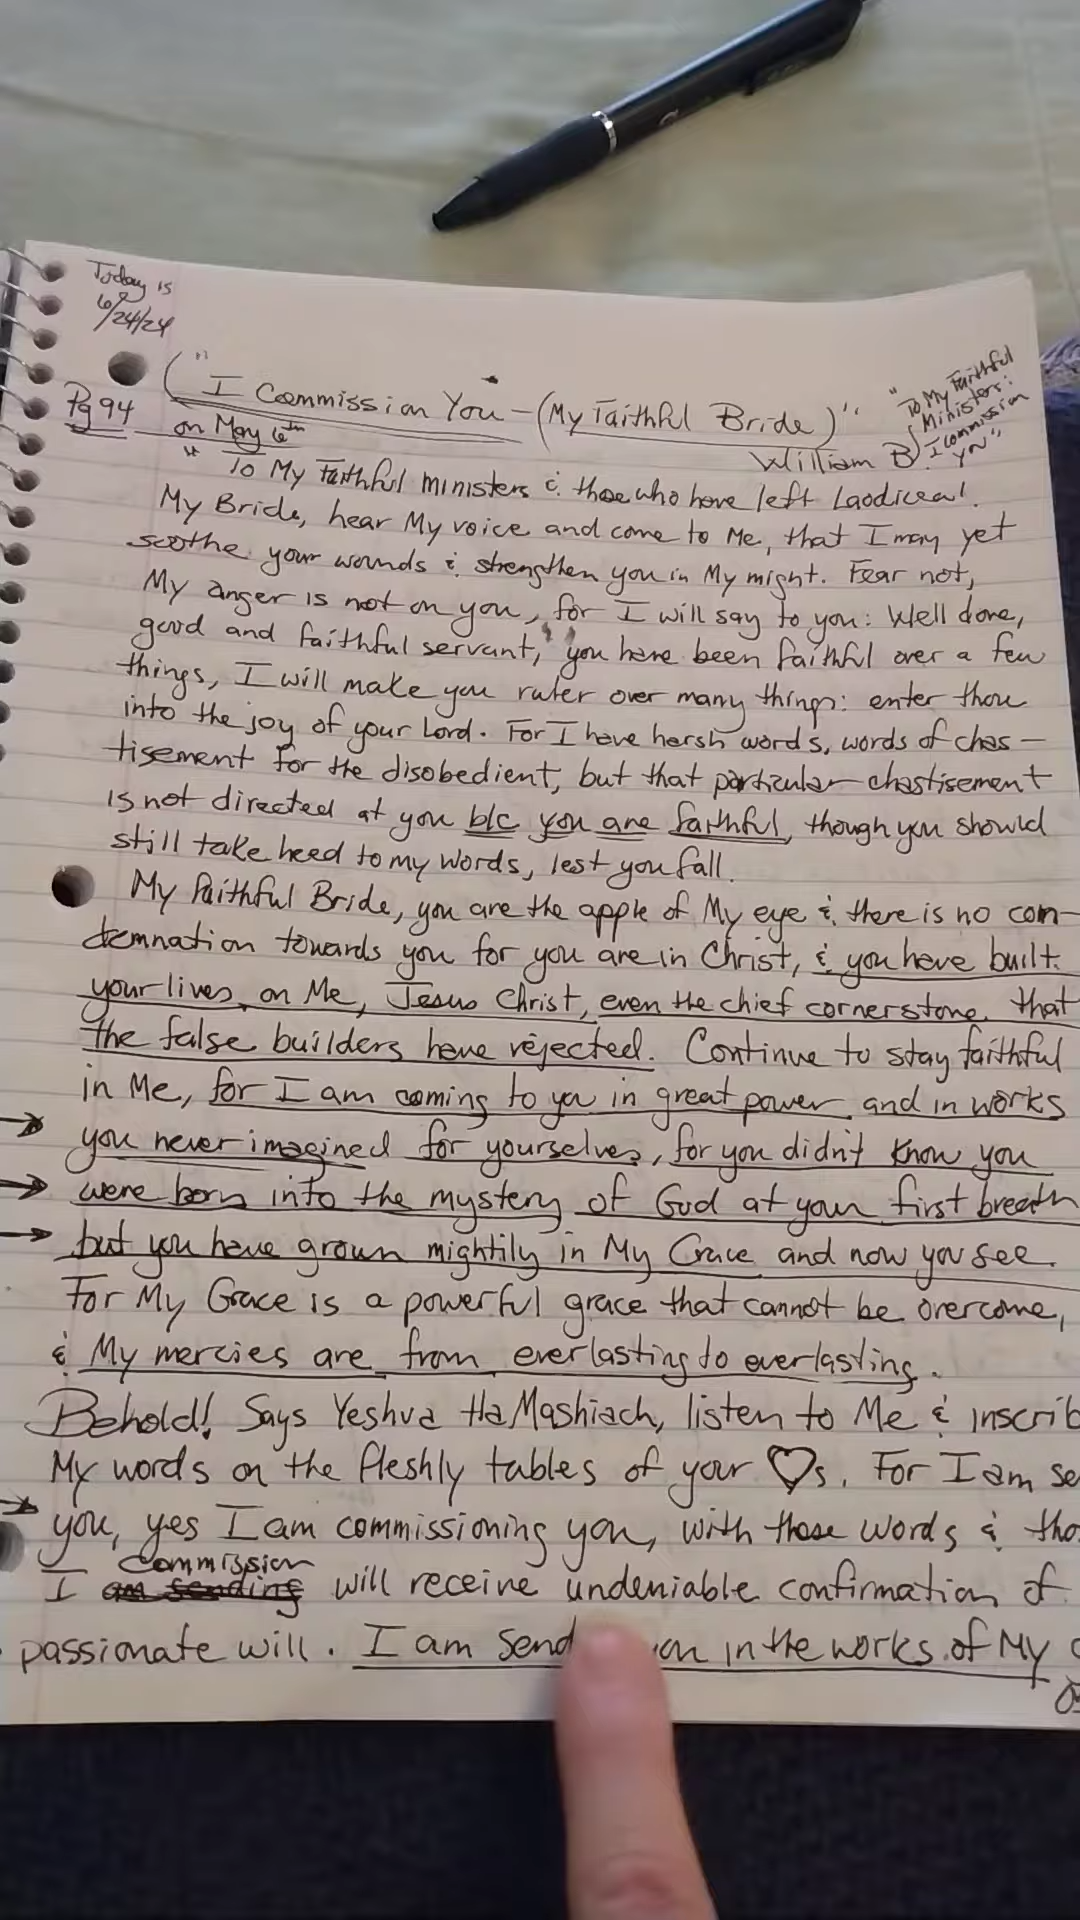 Today is
6/24/24
("I Commission You - (My Faithful Bride)"
"To My Faithful
Ministers:
I commission
you"
Pg 94
on May 6th
William B.
"To My Faithful ministers & those who have left Laodicea!
My Bride, hear My voice and come to Me, that I may yet
soothe your wounds & strengthen you in My might. Fear not,
My anger is not on you, for I will say to you: Well done,
good and faithful servant, you have been faithful over a few
things, I will make you ruler over many things: enter thou
into the joy of your Lord. For I have harsh words, words of chas-
tisement for the disobedient, but that particular chastisement
is not directed at you b/c you are faithful, though you should
still take heed to my words, lest you fall.
My Faithful Bride, you are the apple of My eye & there is no con-
demnation towards you for you are in Christ, & you have built
your lives on Me, Jesus Christ, even the chief cornerstone that
the false builders have rejected. Continue to stay faithful
in Me, for I am coming to you in great power and in works
you never imagined for yourselves, for you didn't know you
were born into the mystery of God at your first breath
but you have grown mightily in My Grace and now you see.
For My Grace is a powerful grace that cannot be overcome,
& My mercies are from everlasting to everlasting.
Behold! Says Yeshua Ha Mashiach, listen to Me & inscrib
My words on the fleshly tables of your ♡s. For I am se
you, yes I am commissioning you, with these words & tho
commission
I am sending will receive undeniable confirmation of
passionate will. I am send in the works of My